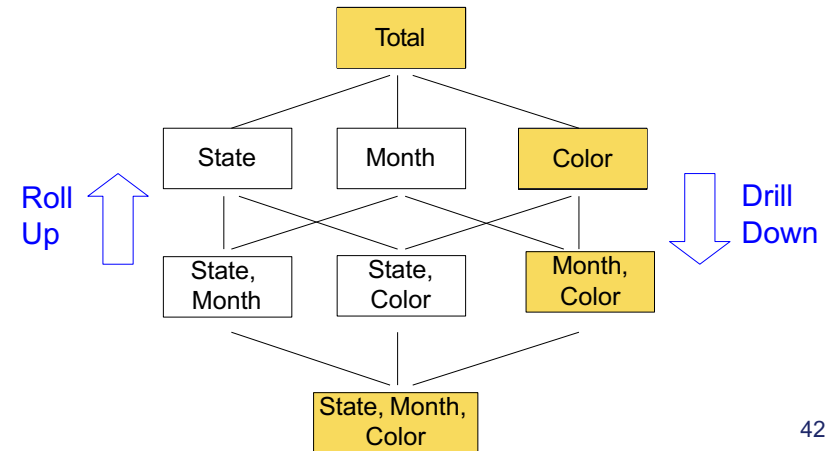 Total
State
Month
Color
Roll
Up
Drill
Down
State,
Month
State,
Color
Month,
Color
State, Month,
Color
42